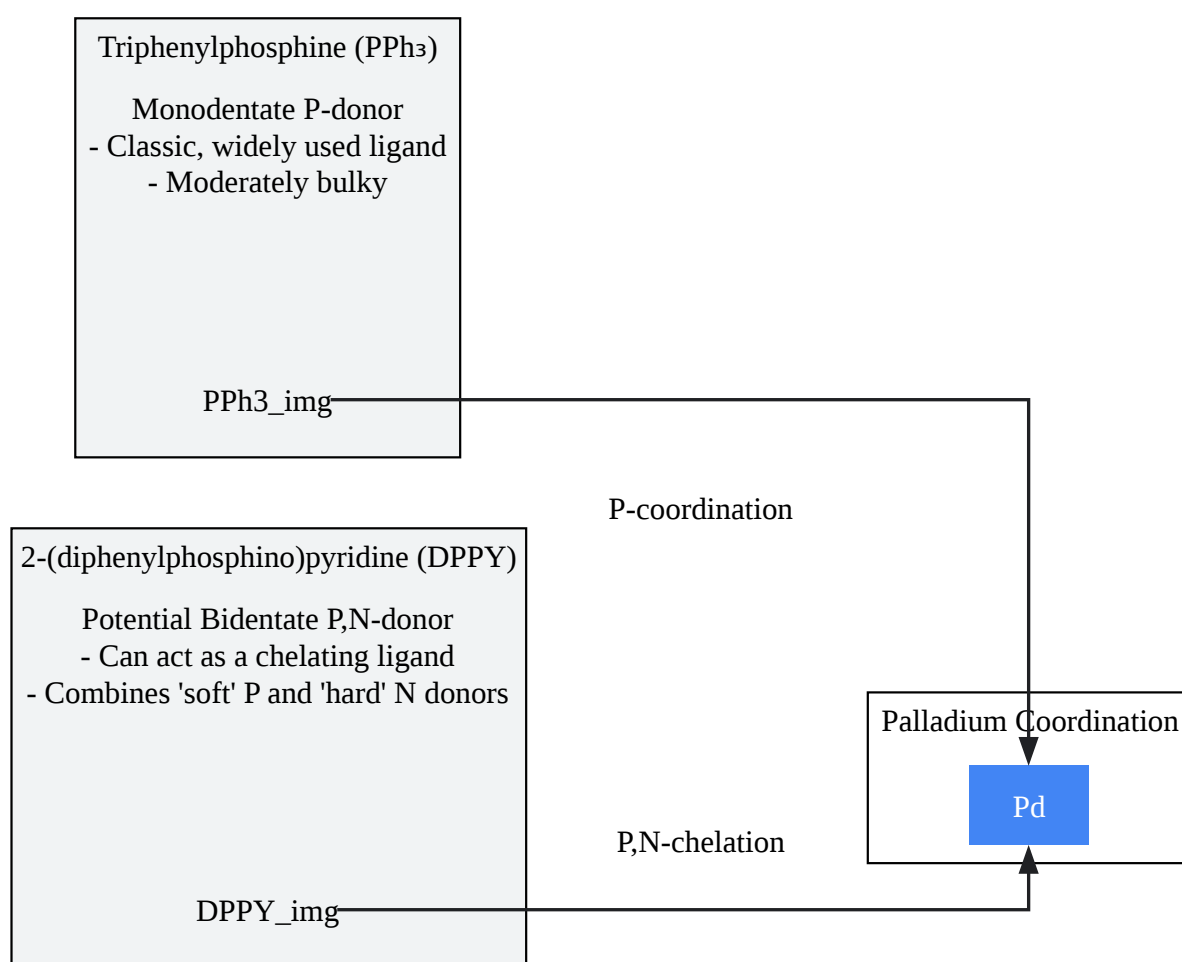 Triphenylphosphine (PPh₃)
Monodentate P-donor
- Classic, widely used ligand
- Moderately bulky
PPh3_img
P-coordination
2-(diphenylphosphino)pyridine (DPPY)
Potential Bidentate P,N-donor
- Can act as a chelating ligand
- Combines 'soft' P and 'hard' N donors
Palladium Coordination
Pd
P,N-chelation
DPPY_img